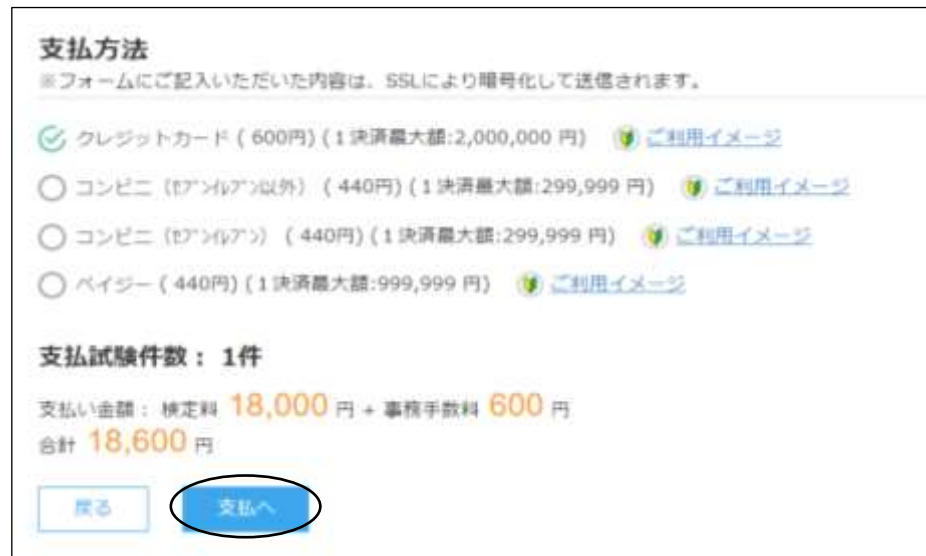 支払方法
※フォームにご記入いただいた内容は、SSLにより暗号化して送信されます。
クレジットカード ( 600円) (1決済最大額:2,000,000 円) ご利用イメージ
コンビニ (ｾﾌﾞﾝｲﾚﾌﾞﾝ以外) ( 440円) (1決済最大額:299,999 円) ご利用イメージ
コンビニ (ｾﾌﾞﾝｲﾚﾌﾞﾝ) ( 440円) (1決済最大額:299,999 円) ご利用イメージ
ペイジー ( 440円) (1決済最大額:999,999 円) ご利用イメージ
支払試験件数： 1件
支払い金額： 検定料 18,000 円 + 事務手数料 600 円
合計 18,600 円
戻る 支払へ